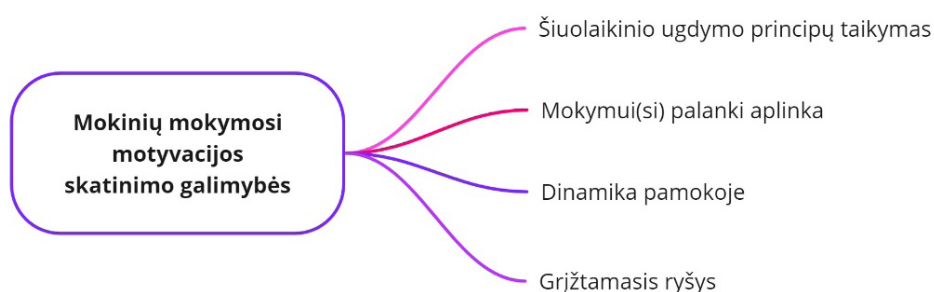 Mokinių mokymosi
motyvacijos
skatinimo galimybės
Šiuolaikinio ugdymo principų taikymas
Mokymui(si) palanki aplinka
Dinamika pamokoje
Grįžtamasis ryšys